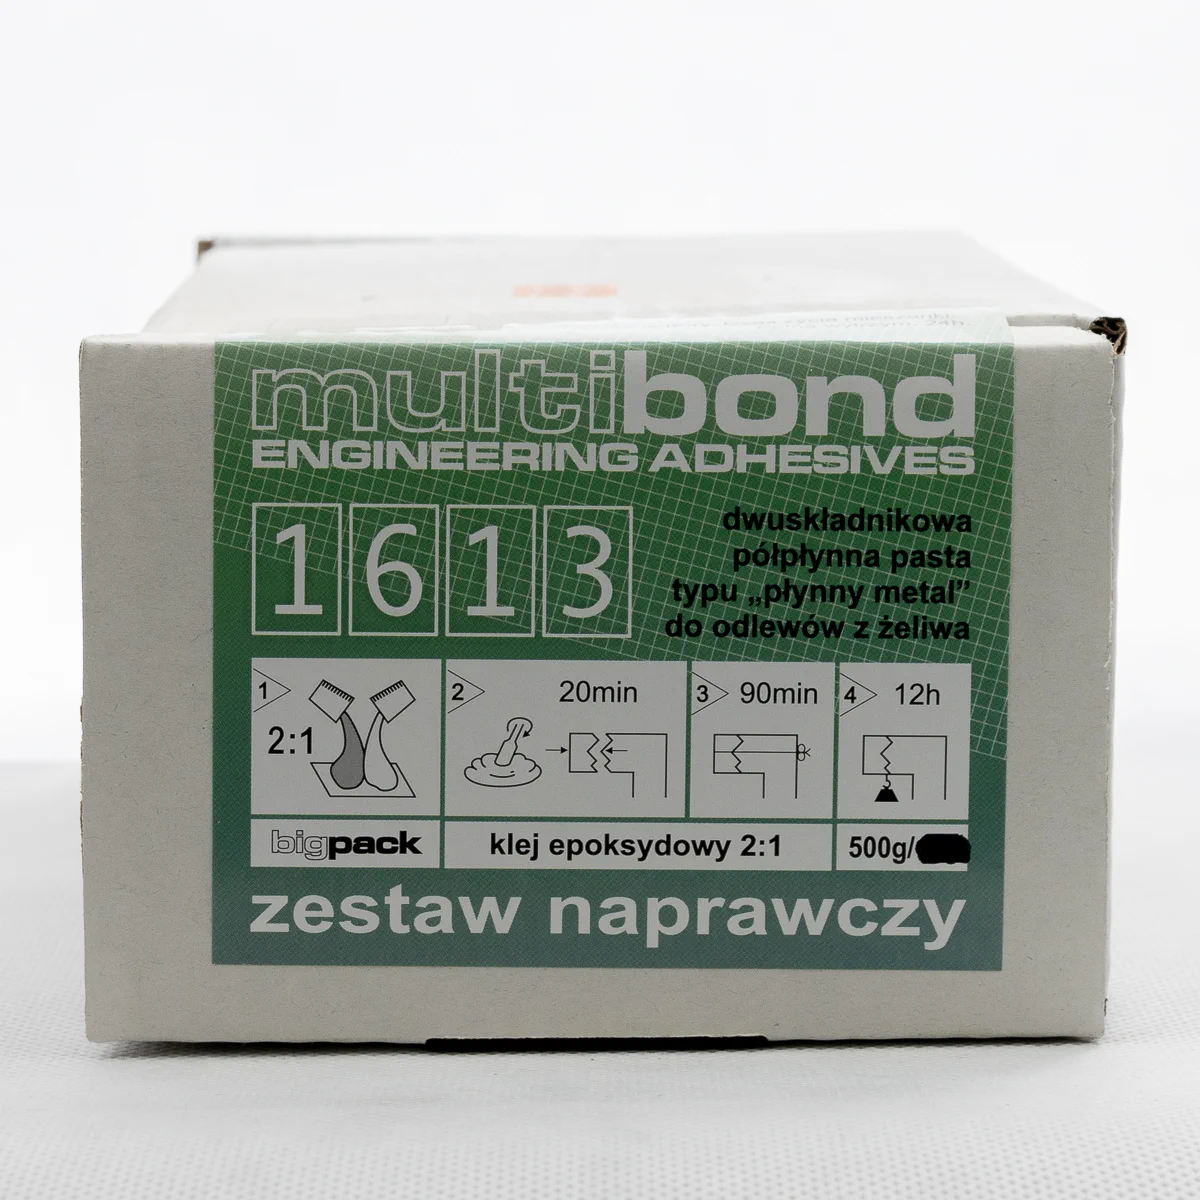 multibond
ENGINEERING ADHESIVES
1613
dwuskładnikowa
półpłynna pasta
typu „płynny metal”
do odlewów z żeliwa
1
2:1
2
20min
3
90min
4
12h
bigpack
klej epoksydowy 2:1
500g/
zestaw naprawczy